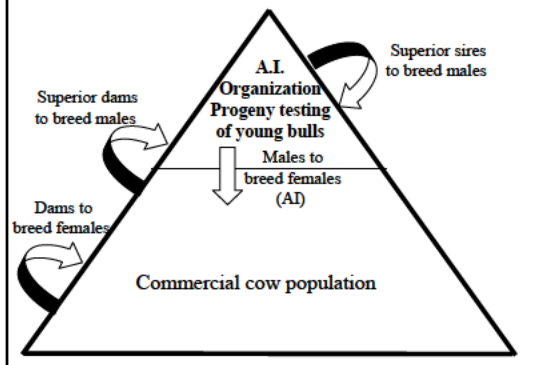 A.I.
Organization
Progeny testing
of young bulls
Superior sires
to breed males
Superior dams
to breed males
Males to
breed females
(AI)
Dams to
breed females
Commercial cow population